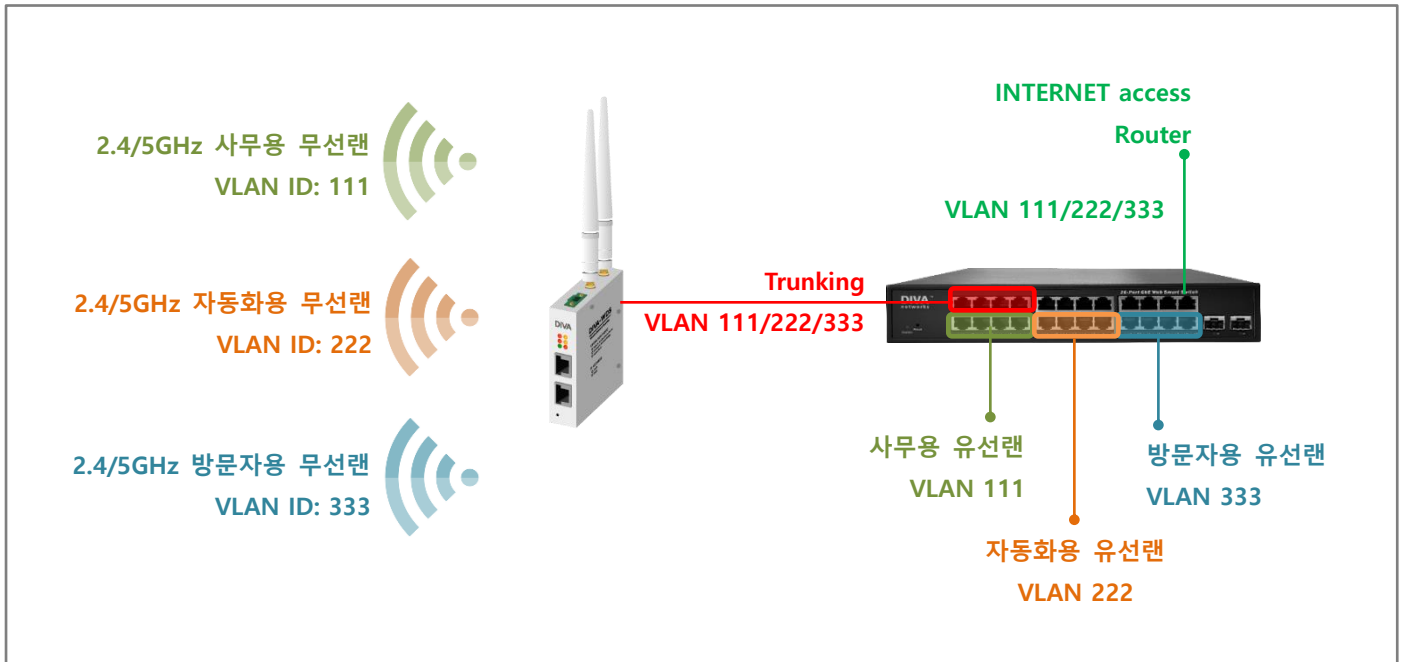 2.4/5GHz 사무용 무선랜
VLAN ID: 111
2.4/5GHz 자동화용 무선랜
VLAN ID: 222
2.4/5GHz 방문자용 무선랜
VLAN ID: 333
DIVA
Trunking
VLAN 111/222/333
INTERNET access
Router
VLAN 111/222/333
DIVA
networks
사무용 유선랜
VLAN 111
자동화용 유선랜
VLAN 222
방문자용 유선랜
VLAN 333